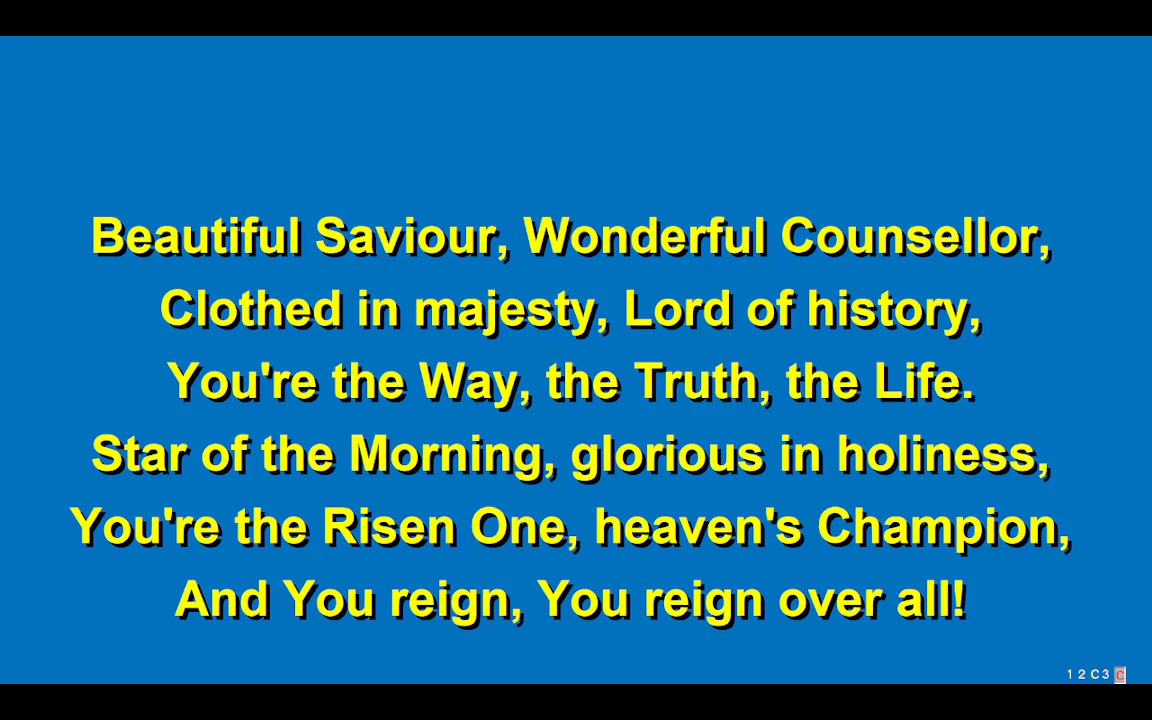 Beautiful Saviour, Wonderful Counsellor,
Clothed in majesty, Lord of history,
You're the Way, the Truth, the Life.
Star of the Morning, glorious in holiness,
You're the Risen One, heaven's Champion,
And You reign, You reign over all!
1 2 C 3 C